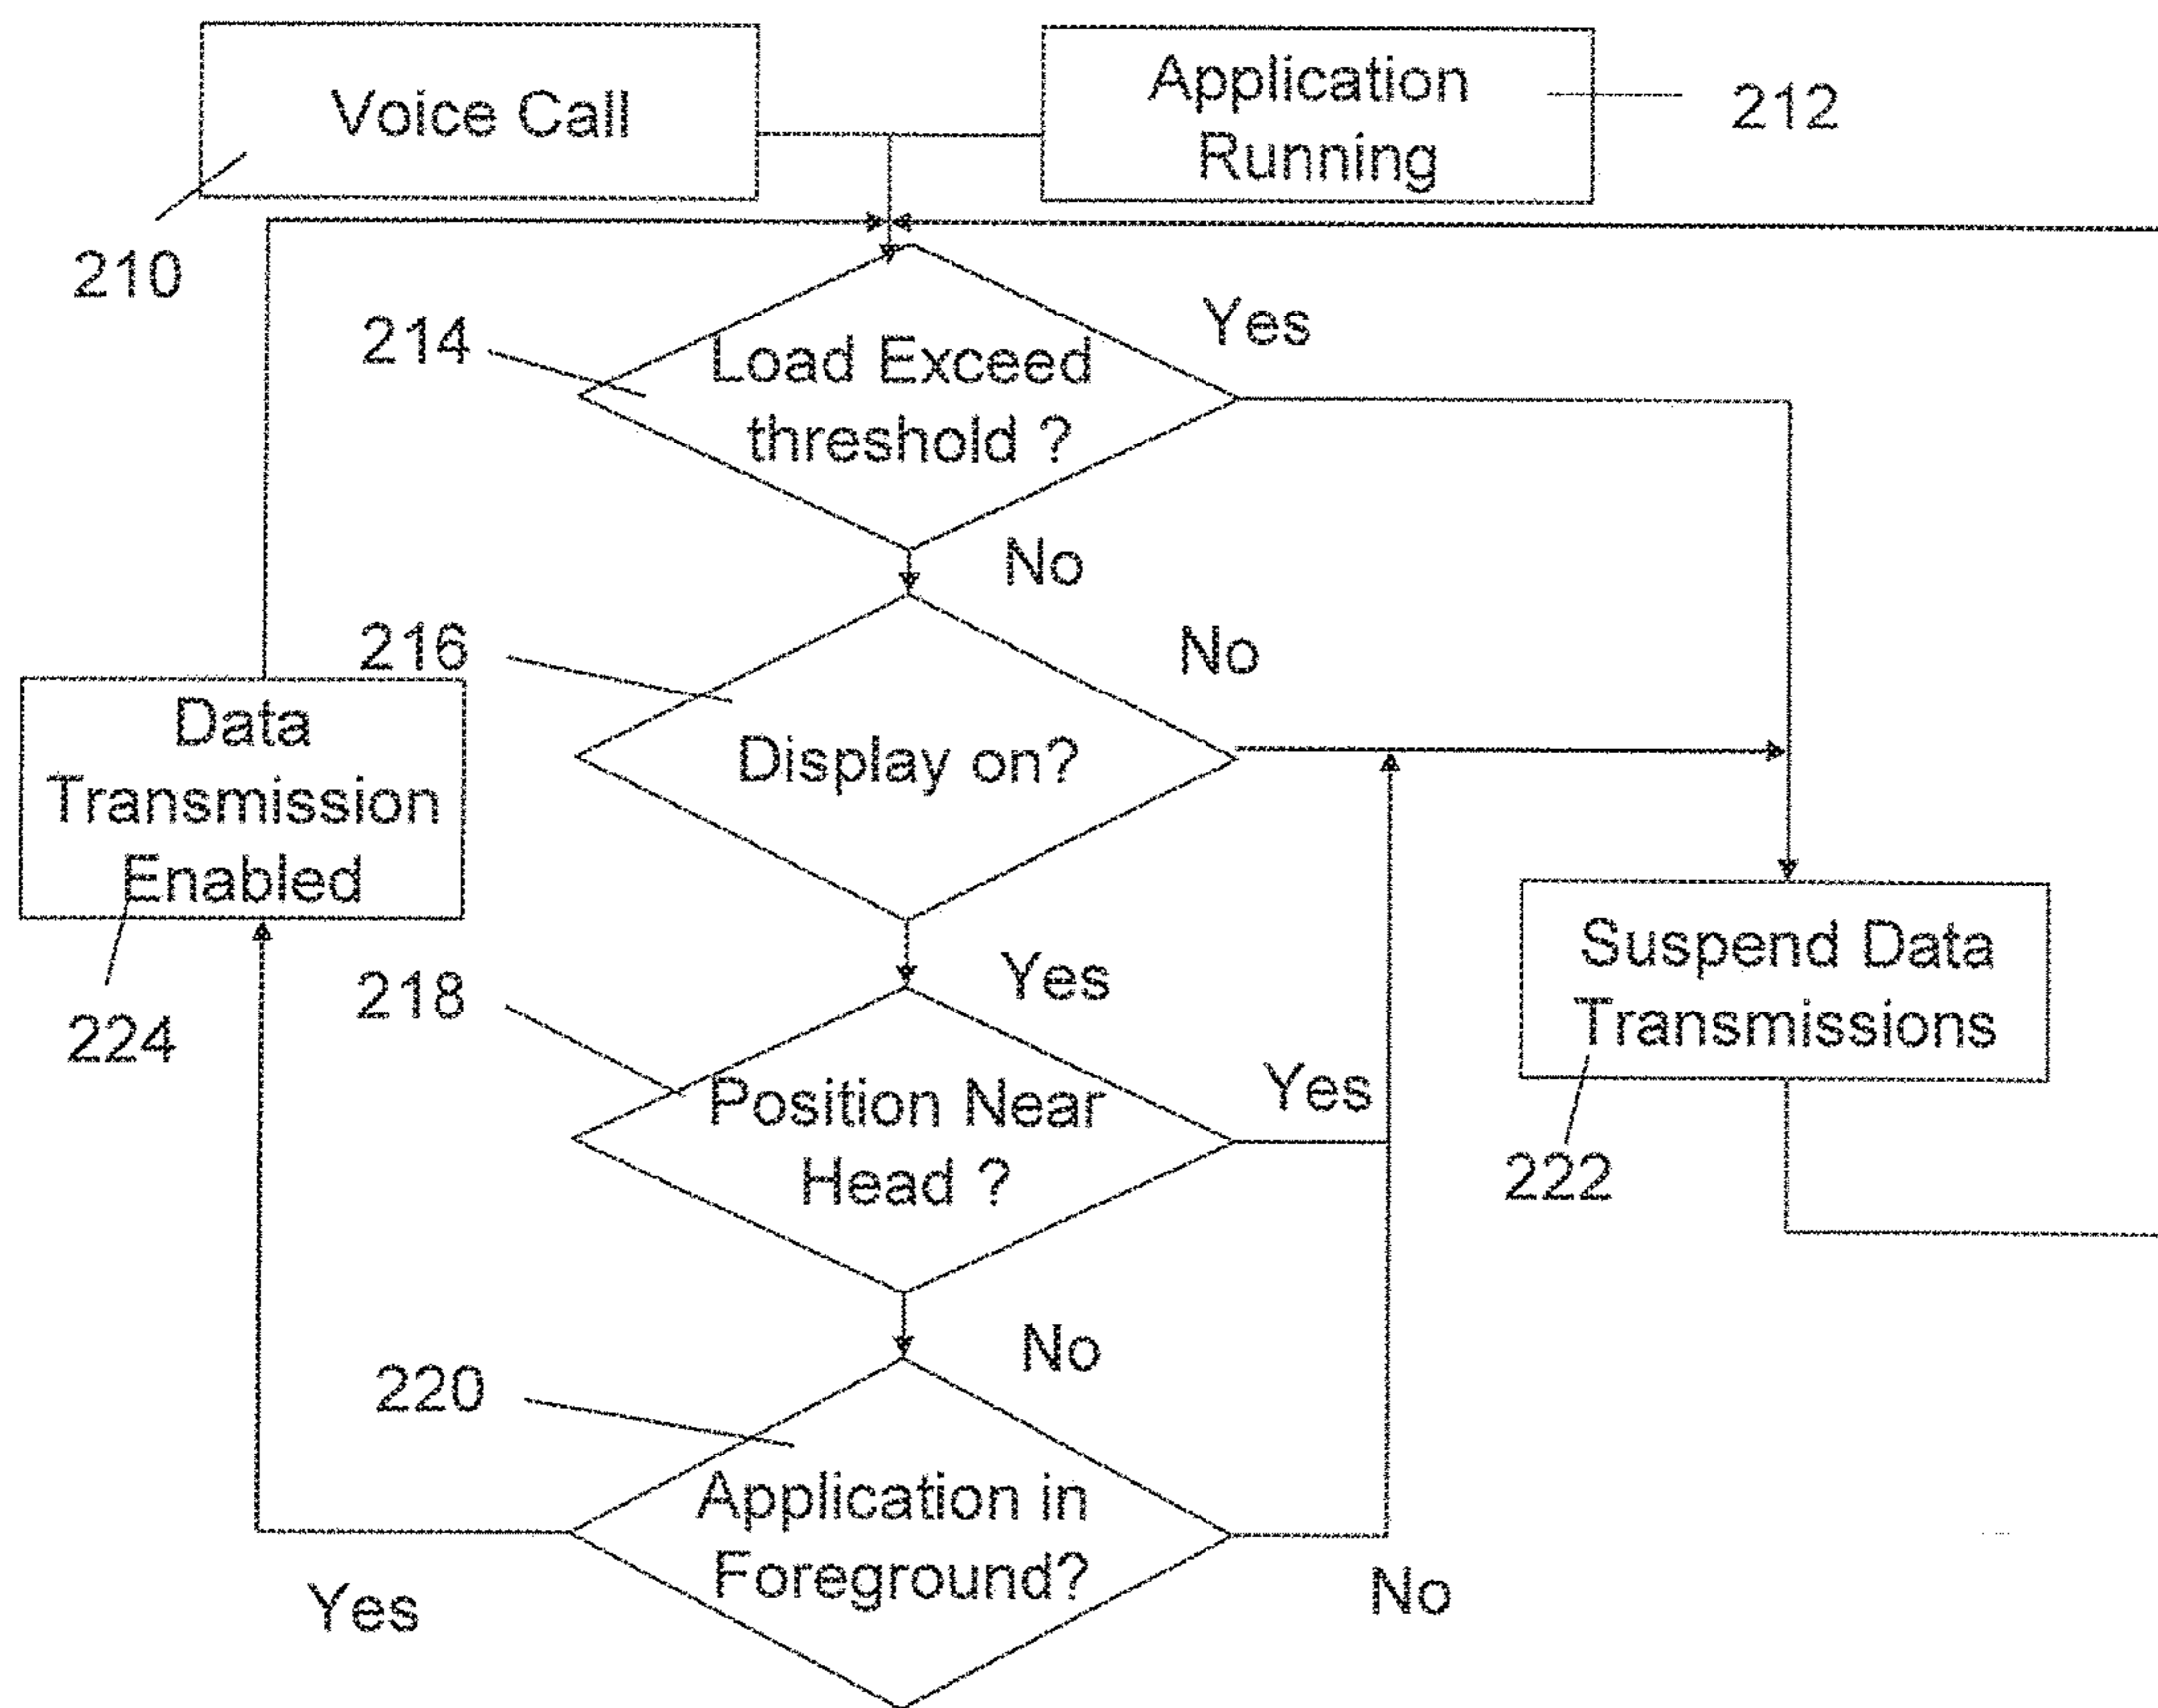 Voice Call
Application
Running
212
210
214
Load Exceed
threshold ?
Yes
No
216
Display on?
No
Data
Transmission
Enabled
224
Yes
218
Position Near
Head ?
Yes
Suspend Data
Transmissions
222
No
220
Application in
Foreground?
Yes
No